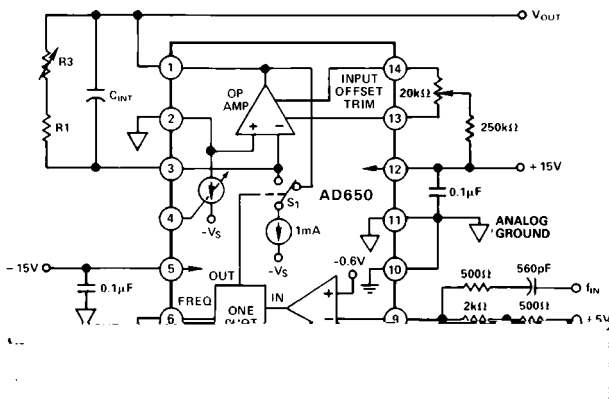 V_OUT
R3
C_INT
R1
1
OP
AMP
INPUT
OFFSET
TRIM
14
20kΩ
2
13
250kΩ
3
12
+15V
0.1μF
4
S1
AD650
-V_S
1mA
11
ANALOG
GROUND
-V_S
-0.6V
-15V
5
OUT
10
0.1μF
500Ω
560pF
f_IN
FREQ
IN
ONE
6
9
2kΩ
500Ω
+5V